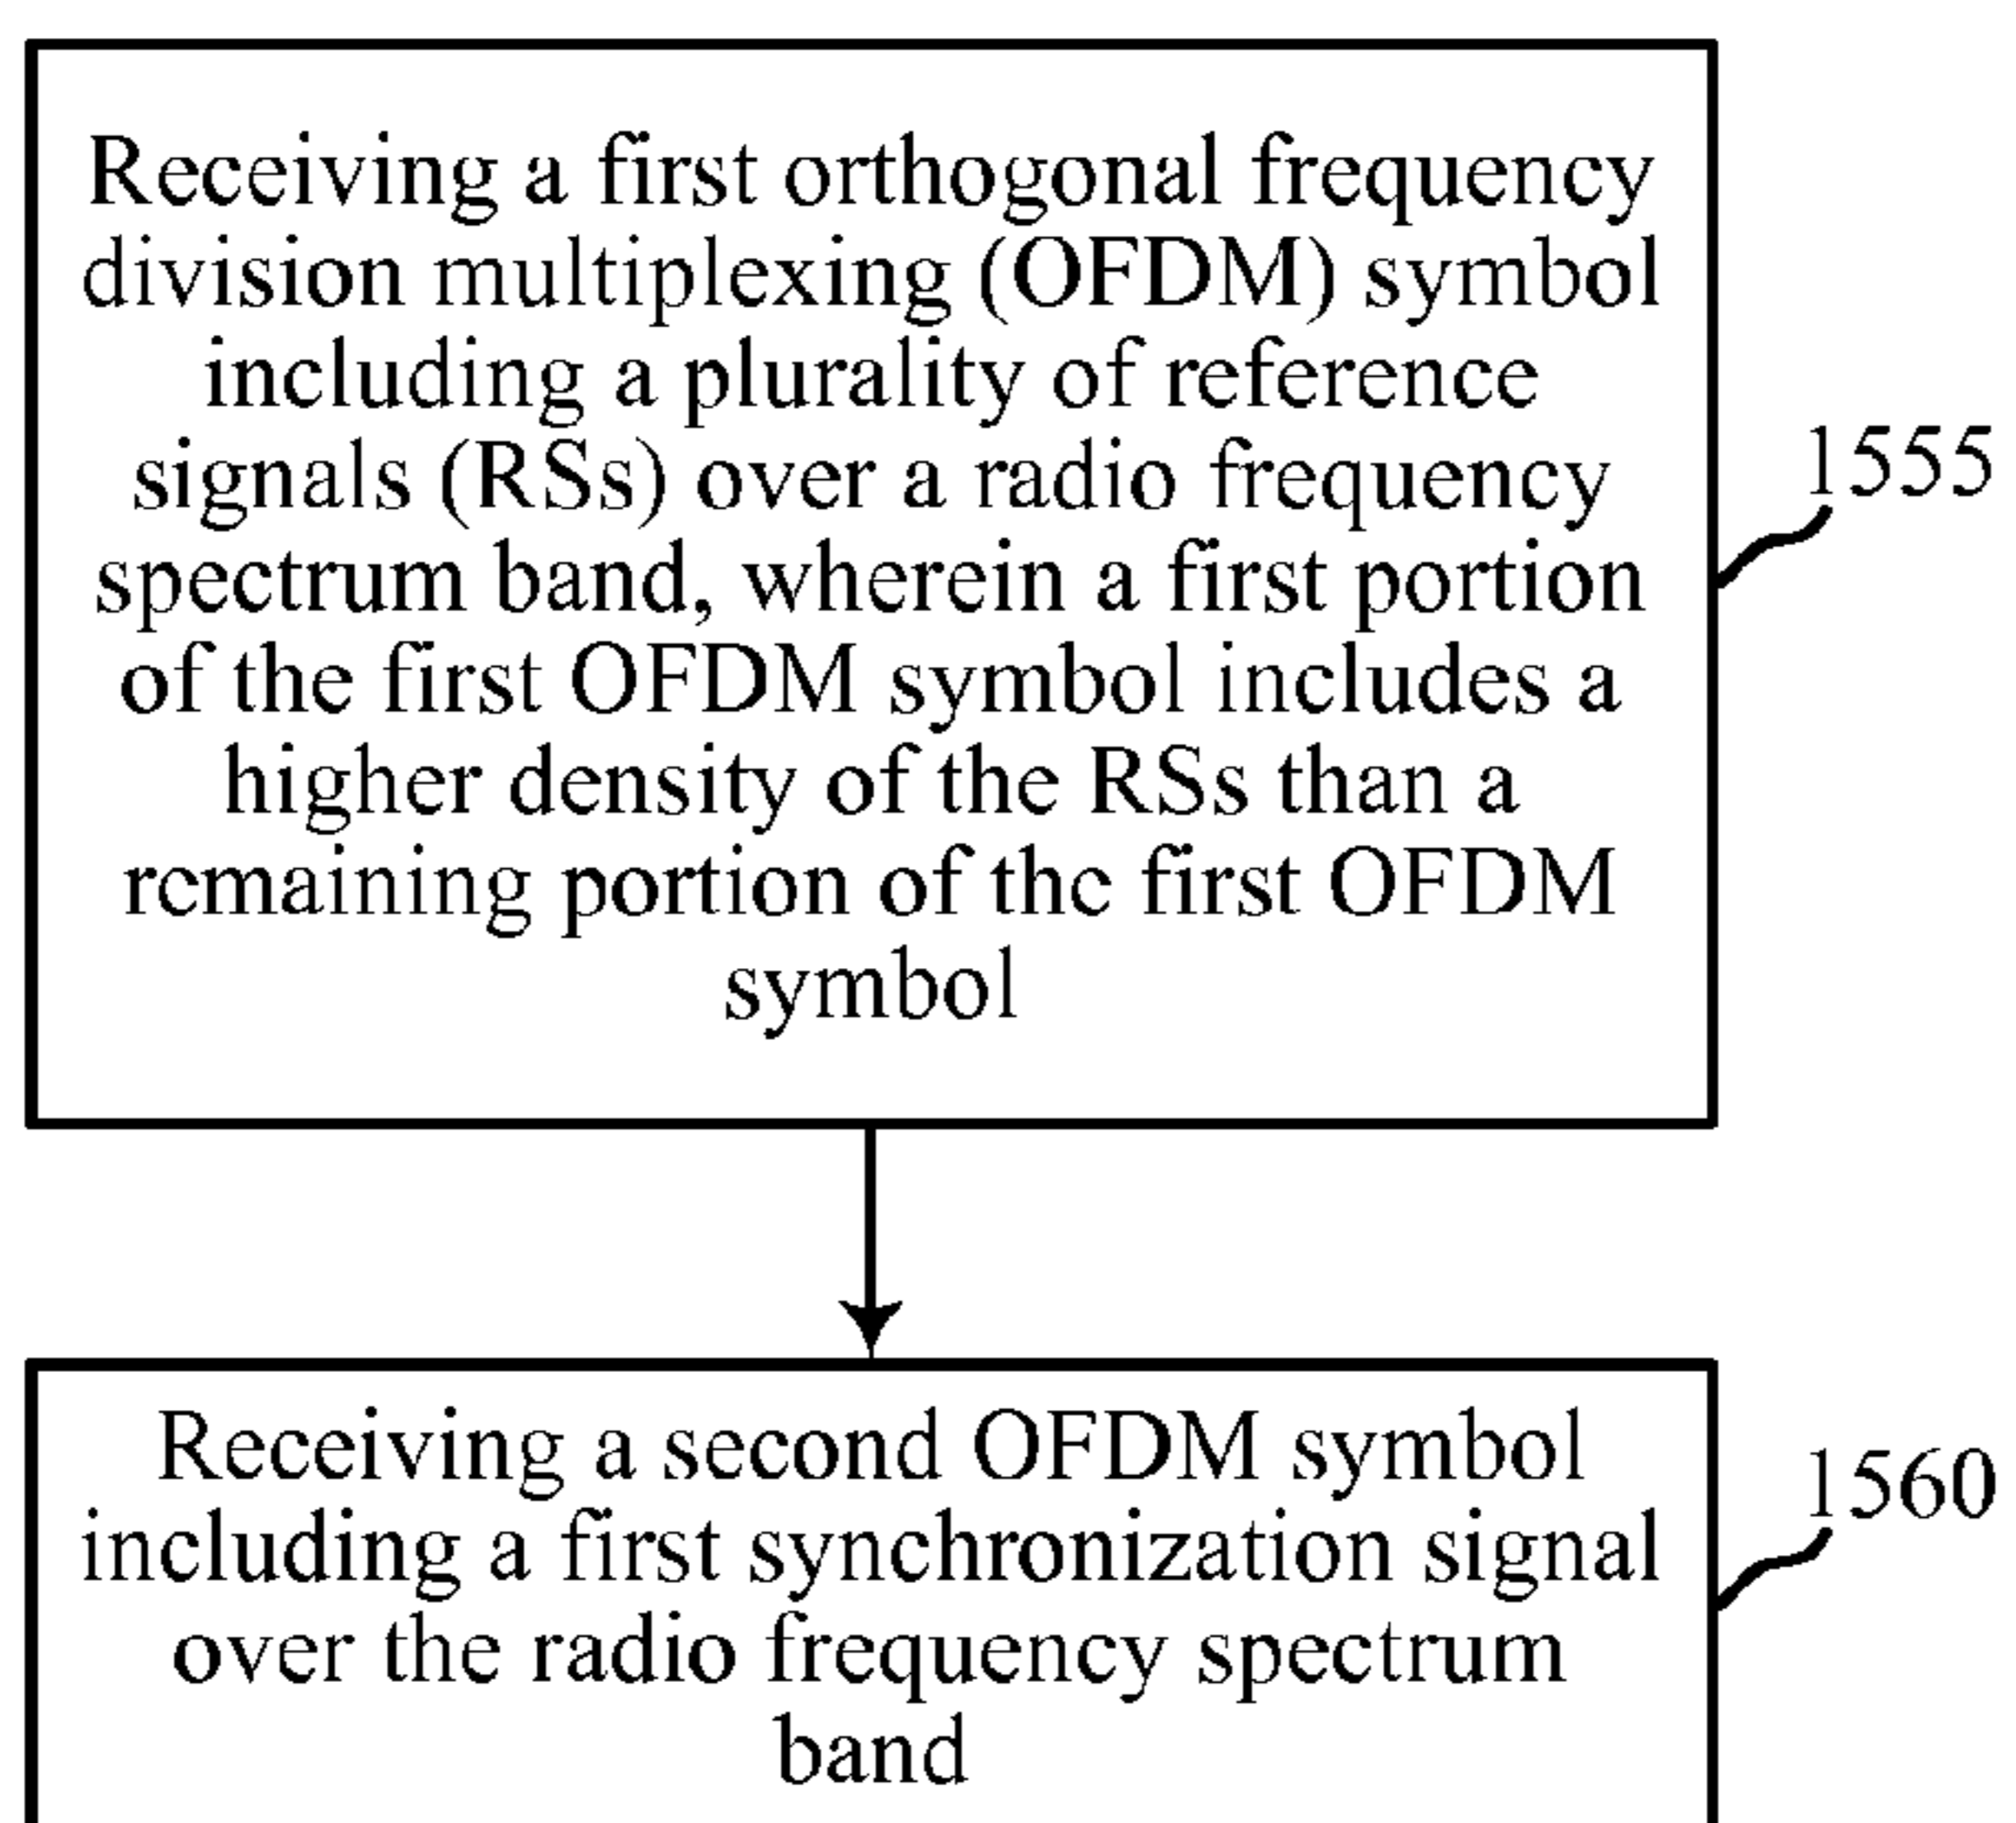 Receiving a first orthogonal frequency
division multiplexing (OFDM) symbol
including a plurality of reference
signals (RSs) over a radio frequency
spectrum band, wherein a first portion
of the first OFDM symbol includes a
higher density of the RSs than a
remaining portion of the first OFDM
symbol
1555
Receiving a second OFDM symbol
including a first synchronization signal
over the radio frequency spectrum
band
1560